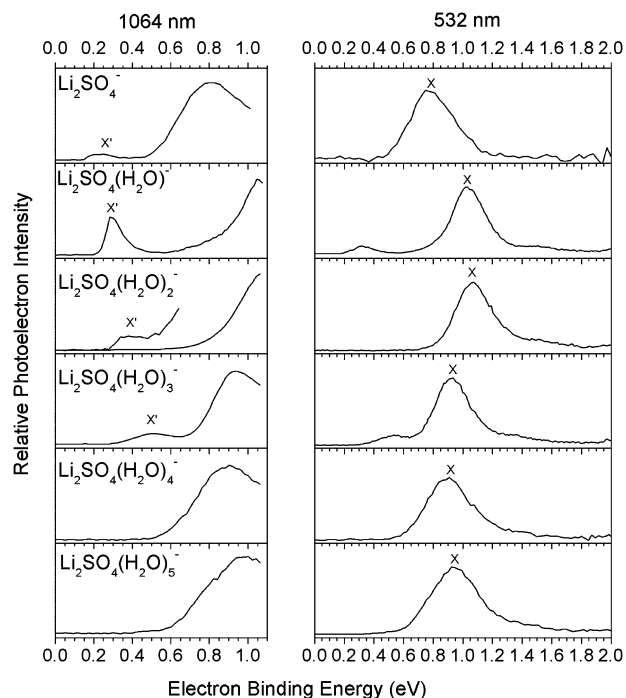 1064 nm
532 nm
0.0 0.2 0.4 0.6 0.8 1.0
0.0 0.2 0.4 0.6 0.8 1.0 1.2 1.4 1.6 1.8 2.0
Li₂SO₄⁻
X'
X
Li₂SO₄(H₂O)⁻
X'
X
Li₂SO₄(H₂O)₂⁻
X'
X
Li₂SO₄(H₂O)₃⁻
X'
X
Li₂SO₄(H₂O)₄⁻
X
Li₂SO₄(H₂O)₅⁻
X
0.0 0.2 0.4 0.6 0.8 1.0
0.0 0.2 0.4 0.6 0.8 1.0 1.2 1.4 1.6 1.8 2.0
Relative Photoelectron Intensity
Electron Binding Energy (eV)